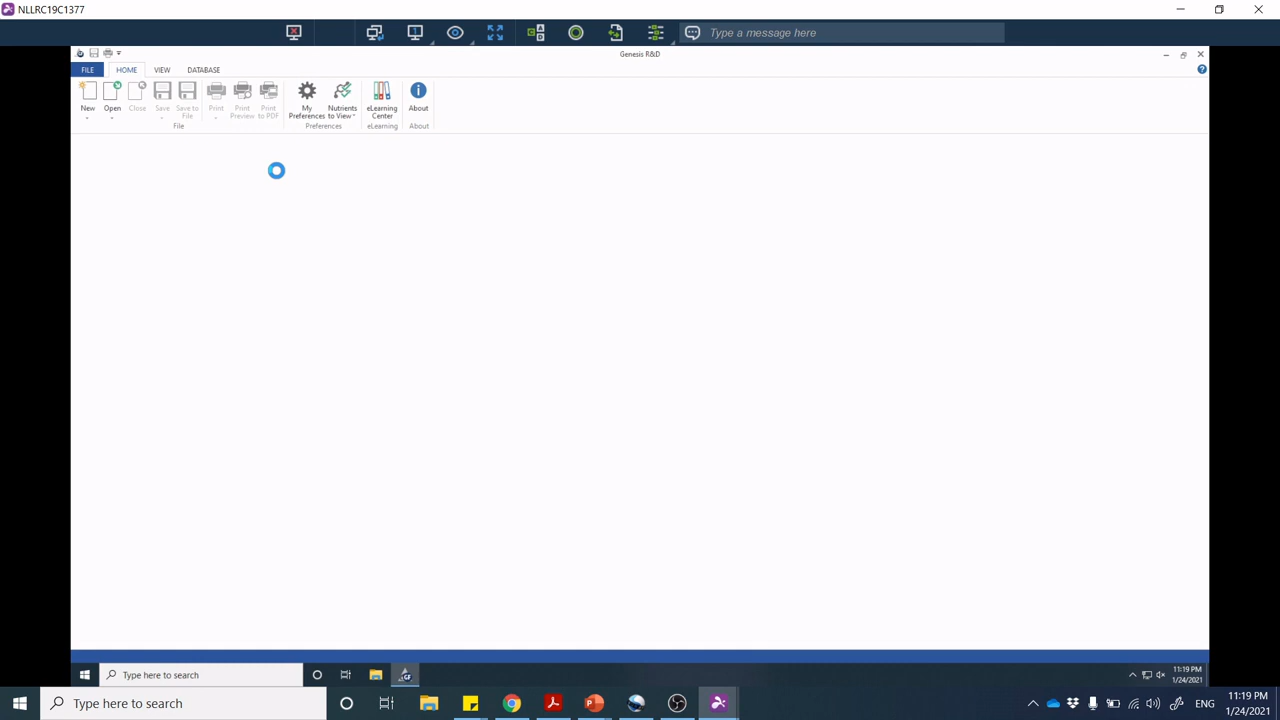 NLLRC19C1377
Type a message here
Genesis R&D
FILE HOME VIEW DATABASE
New Open Close Save Save to File Print Print Preview Print to PDF My Preferences Nutrients to View eLearning Center About
File Preferences eLearning About
Type here to search
GF
11:19 PM
1/24/2021
Type here to search
ENG
11:19 PM
1/24/2021